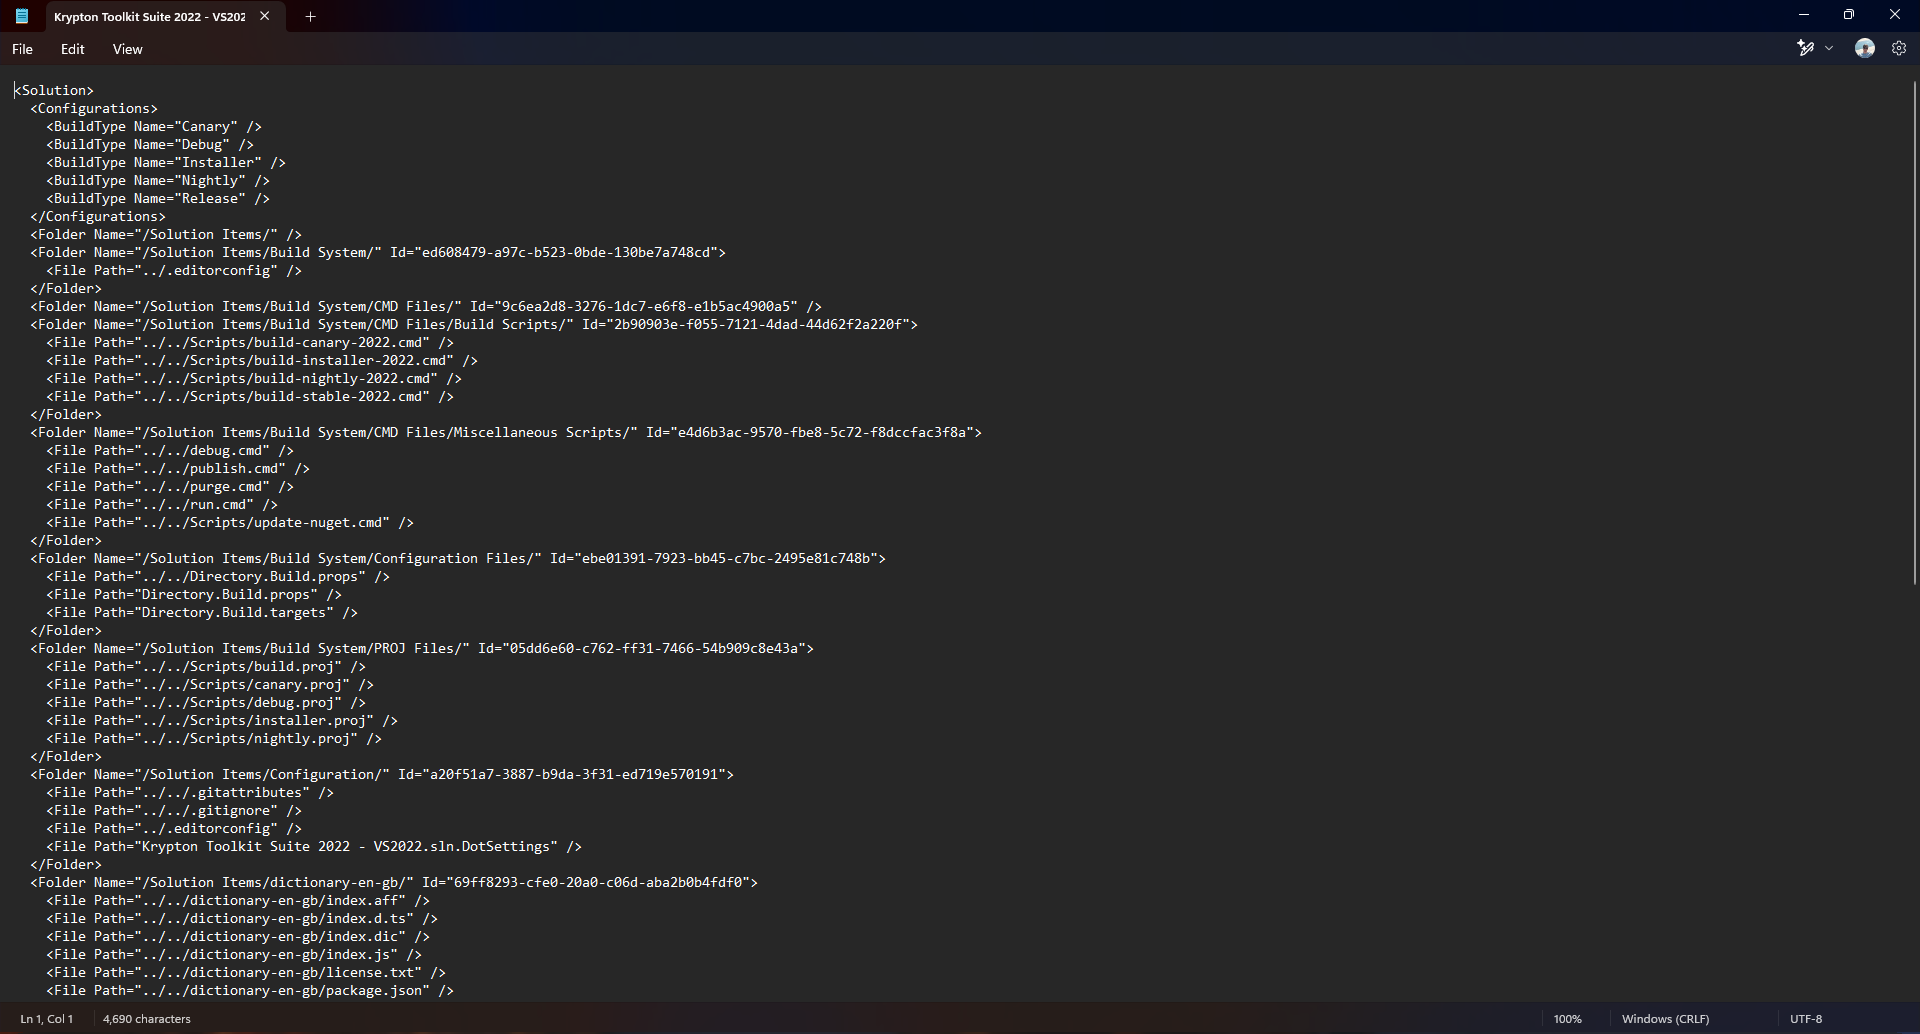 Krypton Toolkit Suite 2022 - VS202
File Edit View
<Solution>
  <Configurations>
    <BuildType Name="Canary" />
    <BuildType Name="Debug" />
    <BuildType Name="Installer" />
    <BuildType Name="Nightly" />
    <BuildType Name="Release" />
  </Configurations>
  <Folder Name="/Solution Items/" />
  <Folder Name="/Solution Items/Build System/" Id="ed608479-a97c-b523-0bde-130be7a748cd">
    <File Path="../.editorconfig" />
  </Folder>
  <Folder Name="/Solution Items/Build System/CMD Files/" Id="9c6ea2d8-3276-1dc7-e6f8-e1b5ac4900a5" />
  <Folder Name="/Solution Items/Build System/CMD Files/Build Scripts/" Id="2b90903e-f055-7121-4dad-44d62f2a220f">
    <File Path="../../Scripts/build-canary-2022.cmd" />
    <File Path="../../Scripts/build-installer-2022.cmd" />
    <File Path="../../Scripts/build-nightly-2022.cmd" />
    <File Path="../../Scripts/build-stable-2022.cmd" />
  </Folder>
  <Folder Name="/Solution Items/Build System/CMD Files/Miscellaneous Scripts/" Id="e4d6b3ac-9570-fbe8-5c72-f8dccfac3f8a">
    <File Path="../../debug.cmd" />
    <File Path="../../publish.cmd" />
    <File Path="../../purge.cmd" />
    <File Path="../../run.cmd" />
    <File Path="../../Scripts/update-nuget.cmd" />
  </Folder>
  <Folder Name="/Solution Items/Build System/Configuration Files/" Id="ebe01391-7923-bb45-c7bc-2495e81c748b">
    <File Path="../../Directory.Build.props" />
    <File Path="Directory.Build.props" />
    <File Path="Directory.Build.targets" />
  </Folder>
  <Folder Name="/Solution Items/Build System/PROJ Files/" Id="05dd6e60-c762-ff31-7466-54b909c8e43a">
    <File Path="../../Scripts/build.proj" />
    <File Path="../../Scripts/canary.proj" />
    <File Path="../../Scripts/debug.proj" />
    <File Path="../../Scripts/installer.proj" />
    <File Path="../../Scripts/nightly.proj" />
  </Folder>
  <Folder Name="/Solution Items/Configuration/" Id="a20f51a7-3887-b9da-3f31-ed719e570191">
    <File Path="../../.gitattributes" />
    <File Path="../../.gitignore" />
    <File Path="../.editorconfig" />
    <File Path="Krypton Toolkit Suite 2022 - VS2022.sln.DotSettings" />
  </Folder>
  <Folder Name="/Solution Items/dictionary-en-gb/" Id="69ff8293-cfe0-20a0-c06d-aba2b0b4fdf0">
    <File Path="../../dictionary-en-gb/index.aff" />
    <File Path="../../dictionary-en-gb/index.d.ts" />
    <File Path="../../dictionary-en-gb/index.dic" />
    <File Path="../../dictionary-en-gb/index.js" />
    <File Path="../../dictionary-en-gb/license.txt" />
    <File Path="../../dictionary-en-gb/package.json" />
Ln 1, Col 1 4,690 characters 100% Windows (CRLF) UTF-8